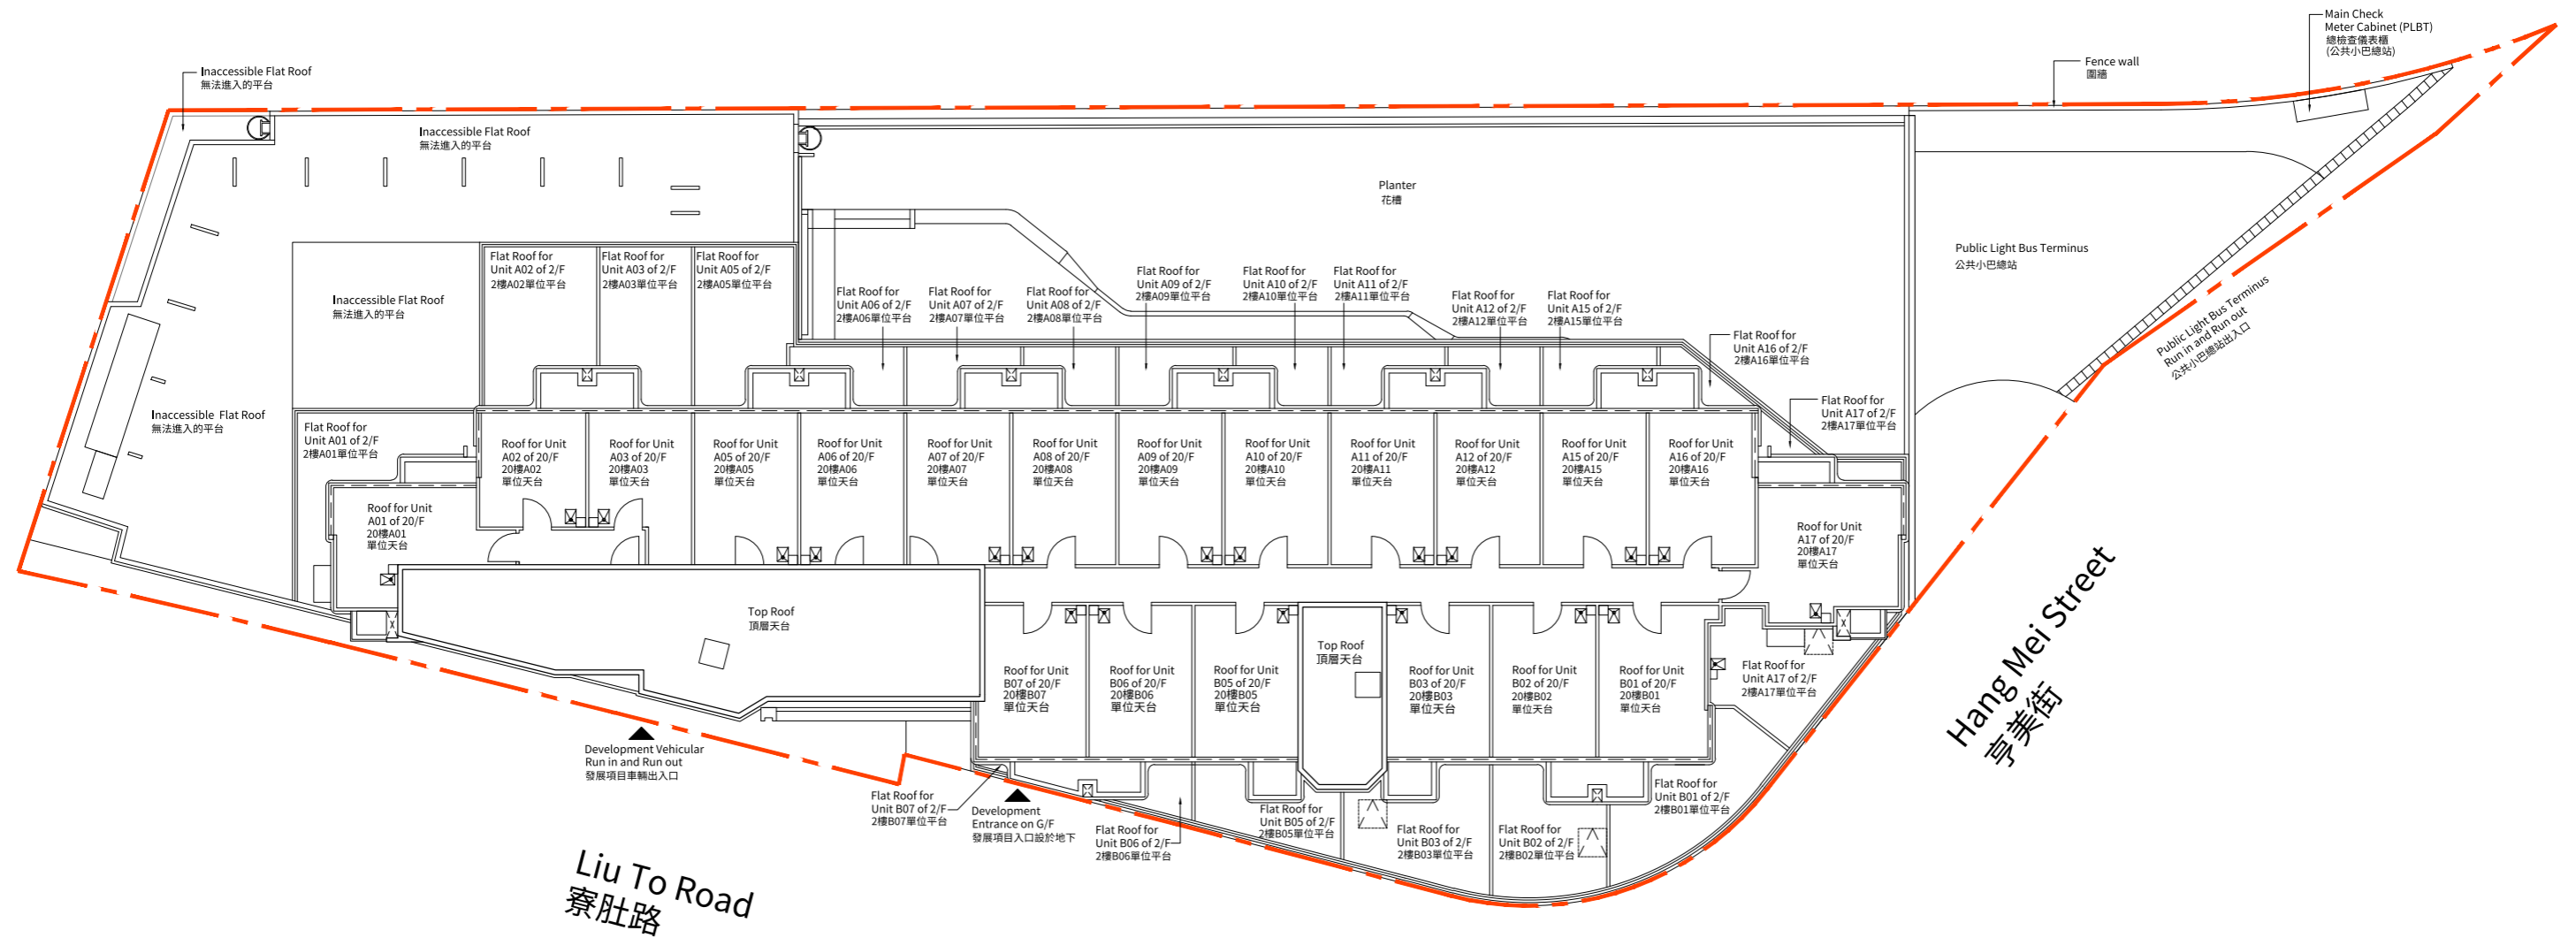 Main Check
Meter Cabinet (PLBT)
總檢查儀表櫃
(公共小巴總站)
Fence wall
圍牆
Inaccessible Flat Roof
無法進入的平台
Inaccessible Flat Roof
無法進入的平台
Planter
花槽
Public Light Bus Terminus
公共小巴總站
Public Light Bus Terminus
Run in and Run out
公共小巴總站出入口
Inaccessible Flat Roof
無法進入的平台
Inaccessible Flat Roof
無法進入的平台
Flat Roof for
Unit A02 of 2/F
2樓A02單位平台
Flat Roof for
Unit A03 of 2/F
2樓A03單位平台
Flat Roof for
Unit A05 of 2/F
2樓A05單位平台
Flat Roof for
Unit A06 of 2/F
2樓A06單位平台
Flat Roof for
Unit A07 of 2/F
2樓A07單位平台
Flat Roof for
Unit A08 of 2/F
2樓A08單位平台
Flat Roof for
Unit A09 of 2/F
2樓A09單位平台
Flat Roof for
Unit A10 of 2/F
2樓A10單位平台
Flat Roof for
Unit A11 of 2/F
2樓A11單位平台
Flat Roof for
Unit A12 of 2/F
2樓A12單位平台
Flat Roof for
Unit A15 of 2/F
2樓A15單位平台
Flat Roof for
Unit A16 of 2/F
2樓A16單位平台
Flat Roof for
Unit A17 of 2/F
2樓A17單位平台
Flat Roof for
Unit A01 of 2/F
2樓A01單位平台
Roof for Unit
A01 of 20/F
20樓A01
單位天台
Roof for Unit
A02 of 20/F
20樓A02
單位天台
Roof for Unit
A03 of 20/F
20樓A03
單位天台
Roof for Unit
A05 of 20/F
20樓A05
單位天台
Roof for Unit
A06 of 20/F
20樓A06
單位天台
Roof for Unit
A07 of 20/F
20樓A07
單位天台
Roof for Unit
A08 of 20/F
20樓A08
單位天台
Roof for Unit
A09 of 20/F
20樓A09
單位天台
Roof for Unit
A10 of 20/F
20樓A10
單位天台
Roof for Unit
A11 of 20/F
20樓A11
單位天台
Roof for Unit
A12 of 20/F
20樓A12
單位天台
Roof for Unit
A15 of 20/F
20樓A15
單位天台
Roof for Unit
A16 of 20/F
20樓A16
單位天台
Roof for Unit
A17 of 20/F
20樓A17
單位天台
Top Roof
頂層天台
Top Roof
頂層天台
Roof for Unit
B07 of 20/F
20樓B07
單位天台
Roof for Unit
B06 of 20/F
20樓B06
單位天台
Roof for Unit
B05 of 20/F
20樓B05
單位天台
Roof for Unit
B03 of 20/F
20樓B03
單位天台
Roof for Unit
B02 of 20/F
20樓B02
單位天台
Roof for Unit
B01 of 20/F
20樓B01
單位天台
Flat Roof for
Unit A17 of 2/F
2樓A17單位平台
Development Vehicular
Run in and Run out
發展項目車輛出入口
Flat Roof for
Unit B07 of 2/F
2樓B07單位平台
Development
Entrance on G/F
發展項目入口設於地下
Flat Roof for
Unit B06 of 2/F
2樓B06單位平台
Flat Roof for
Unit B05 of 2/F
2樓B05單位平台
Flat Roof for
Unit B03 of 2/F
2樓B03單位平台
Flat Roof for
Unit B02 of 2/F
2樓B02單位平台
Flat Roof for
Unit B01 of 2/F
2樓B01單位平台
Hang Mei Street
亨美街
Liu To Road
寮肚路